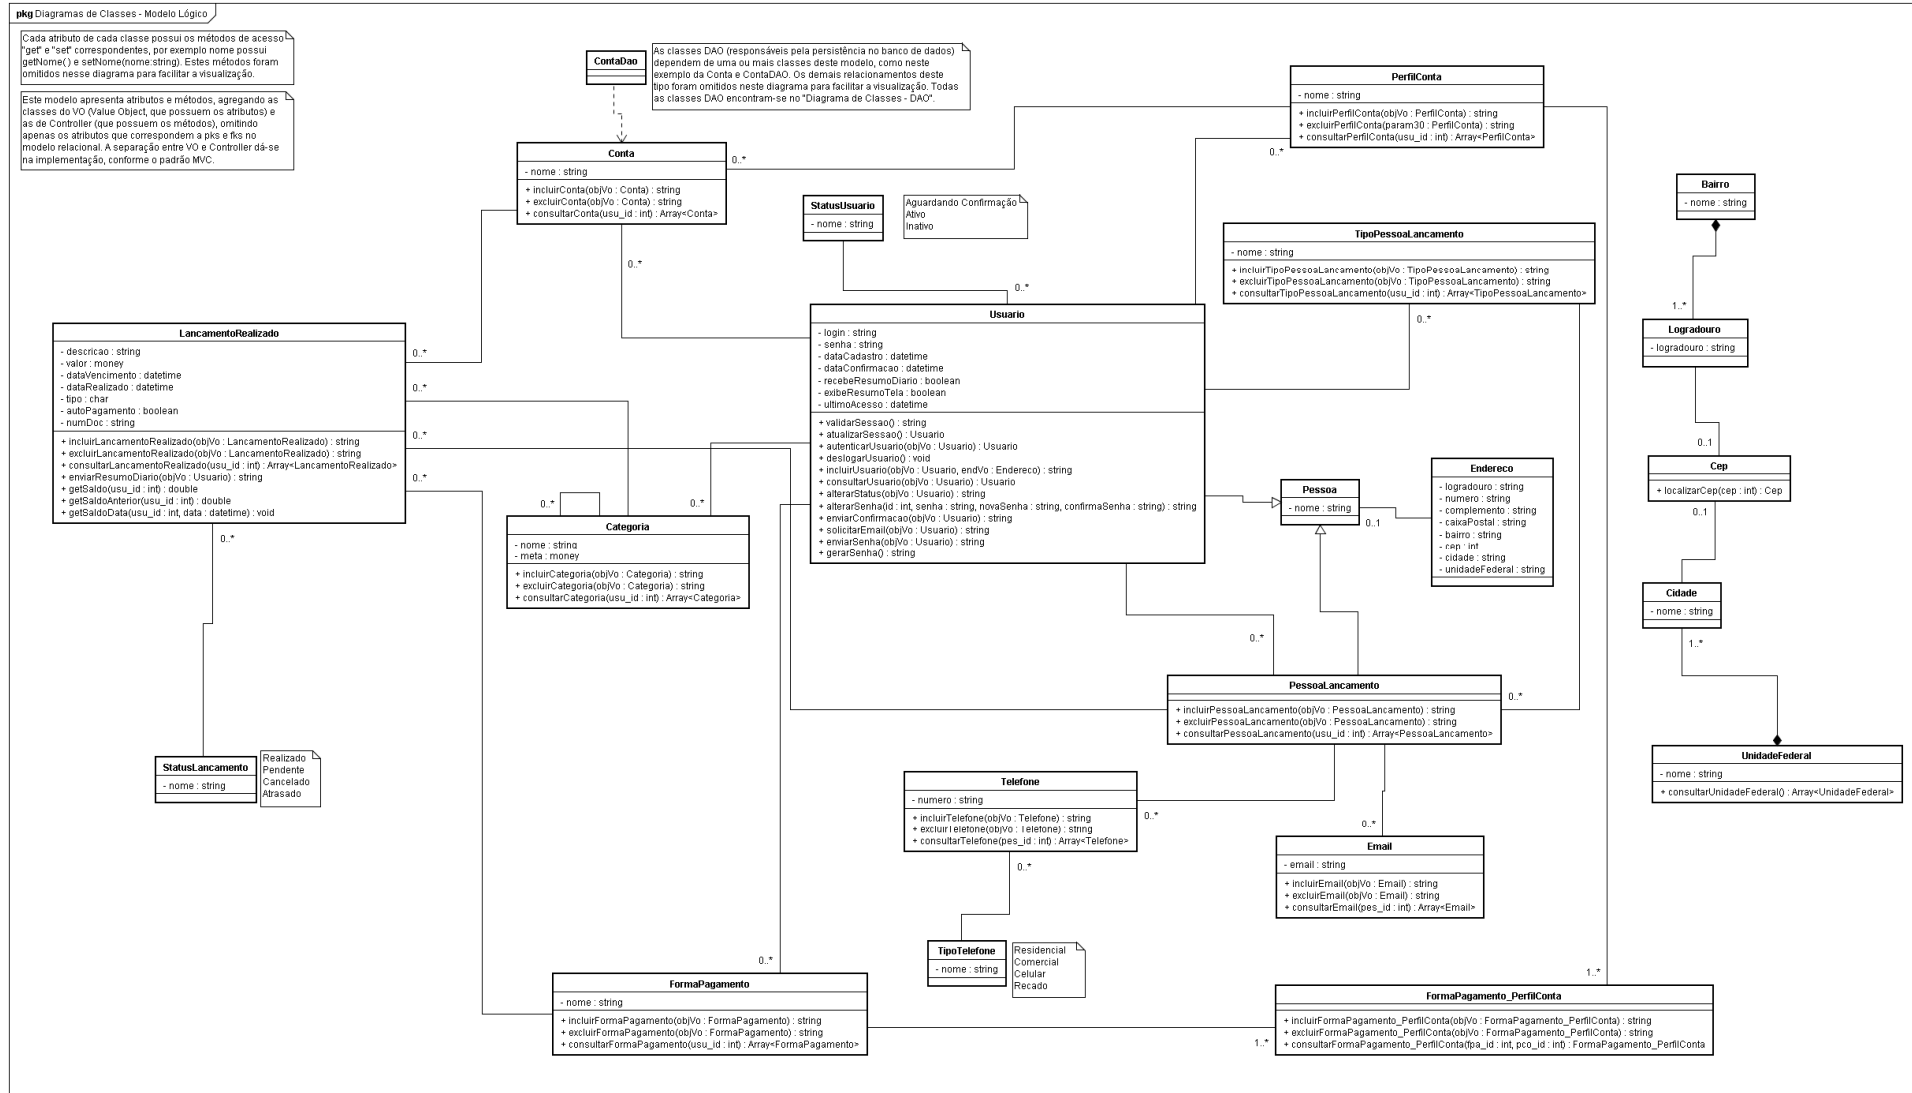 pkg Diagramas de Classes - Modelo Lógico
Cada atributo de cada classe possui os métodos de acesso
"get" e "set" correspondentes, por exemplo nome possui
getNome( ) e setNome(nome:string). Estes métodos foram
omitidos nesse diagrama para facilitar a visualização.
Este modelo apresenta atributos e métodos, agregando as
classes do VO (Value Object, que possuem os atributos) e
as de Controller (que possuem os métodos), omitindo
apenas os atributos que correspondem a pks e fks no
modelo relacional. A separação entre VO e Controller dá-se
na implementação, conforme o padrão MVC.
ContaDao
As classes DAO (responsáveis pela persistência no banco de dados)
dependem de uma ou mais classes deste modelo, como neste
exemplo da Conta e ContaDAO. Os demais relacionamentos deste
tipo foram omitidos neste diagrama para facilitar a visualização. Todas
as classes DAO encontram-se no "Diagrama de Classes - DAO".
PerfilConta
- nome : string
+ incluirPerfilConta(objVo : PerfilConta) : string
+ excluirPerfilConta(param30 : PerfilConta) : string
+ consultarPerfilConta(usu_id : int) : Array<PerfilConta>
0..*
Conta
- nome : string
+ incluirConta(objVo : Conta) : string
+ excluirConta(objVo : Conta) : string
+ consultarConta(usu_id : int) : Array<Conta>
0..*
0..*
StatusUsuario
- nome : string
Aguardando Confirmação
Ativo
Inativo
0..*
TipoPessoaLancamento
- nome : string
+ incluirTipoPessoaLancamento(objVo : TipoPessoaLancamento) : string
+ excluirTipoPessoaLancamento(objVo : TipoPessoaLancamento) : string
+ consultarTipoPessoaLancamento(usu_id : int) : Array<TipoPessoaLancamento>
0..*
Bairro
- nome : string
1..*
Logradouro
- logradouro : string
0..1
Cep
+ localizarCep(cep : int) : Cep
0..1
Cidade
- nome : string
1..*
UnidadeFederal
- nome : string
+ consultarUnidadeFederal() : Array<UnidadeFederal>
LancamentoRealizado
- descricao : string
- valor : money
- dataVencimento : datetime
- dataRealizado : datetime
- tipo : char
- autoPagamento : boolean
- numDoc : string
+ incluirLancamentoRealizado(objVo : LancamentoRealizado) : string
+ excluirLancamentoRealizado(objVo : LancamentoRealizado) : string
+ consultarLancamentoRealizado(usu_id : int) : Array<LancamentoRealizado>
+ enviarResumoDiario(objVo : Usuario) : string
+ getSaldo(usu_id : int) : double
+ getSaldoAnterior(usu_id : int) : double
+ getSaldoData(usu_id : int, data : datetime) : void
0..*
0..*
0..*
0..*
0..*
Usuario
- login : string
- senha : string
- dataCadastro : datetime
- dataConfirmacao : datetime
- recebeResumoDiario : boolean
- exibeResumoTela : boolean
- ultimoAcesso : datetime
+ validarSessao() : string
+ atualizarSessao() : Usuario
+ autenticarUsuario(objVo : Usuario) : Usuario
+ deslogarUsuario() : void
+ incluirUsuario(objVo : Usuario, endVo : Endereco) : string
+ consultarUsuario(objVo : Usuario) : Usuario
+ alterarStatus(objVo : Usuario) : string
+ alterarSenha(id : int, senha : string, novaSenha : string, confirmaSenha : string) : string
+ enviarConfirmacao(objVo : Usuario) : string
+ solicitarEmail(objVo : Usuario) : string
+ enviarSenha(objVo : Usuario) : string
+ gerarSenha() : string
0..*
0..*
Categoria
- nome : string
- meta : money
+ incluirCategoria(objVo : Categoria) : string
+ excluirCategoria(objVo : Categoria) : string
+ consultarCategoria(usu_id : int) : Array<Categoria>
Pessoa
- nome : string
0..1
Endereco
- logradouro : string
- numero : string
- complemento : string
- caixaPostal : string
- bairro : string
- cep : int
- cidade : string
- unidadeFederal : string
0..*
PessoaLancamento
+ incluirPessoaLancamento(objVo : PessoaLancamento) : string
+ excluirPessoaLancamento(objVo : PessoaLancamento) : string
+ consultarPessoaLancamento(usu_id : int) : Array<PessoaLancamento>
0..*
StatusLancamento
- nome : string
Realizado
Pendente
Cancelado
Atrasado
Telefone
- numero : string
+ incluirTelefone(objVo : Telefone) : string
+ excluirTelefone(objVo : Telefone) : string
+ consultarTelefone(pes_id : int) : Array<Telefone>
0..*
0..*
0..*
Email
- email : string
+ incluirEmail(objVo : Email) : string
+ excluirEmail(objVo : Email) : string
+ consultarEmail(pes_id : int) : Array<Email>
TipoTelefone
- nome : string
Residencial
Comercial
Celular
Recado
0..*
FormaPagamento
- nome : string
+ incluirFormaPagamento(objVo : FormaPagamento) : string
+ excluirFormaPagamento(objVo : FormaPagamento) : string
+ consultarFormaPagamento(usu_id : int) : Array<FormaPagamento>
1..*
1..*
FormaPagamento_PerfilConta
+ incluirFormaPagamento_PerfilConta(objVo : FormaPagamento_PerfilConta) : string
+ excluirFormaPagamento_PerfilConta(objVo : FormaPagamento_PerfilConta) : string
+ consultarFormaPagamento_PerfilConta(fpa_id : int, pco_id : int) : FormaPagamento_PerfilConta